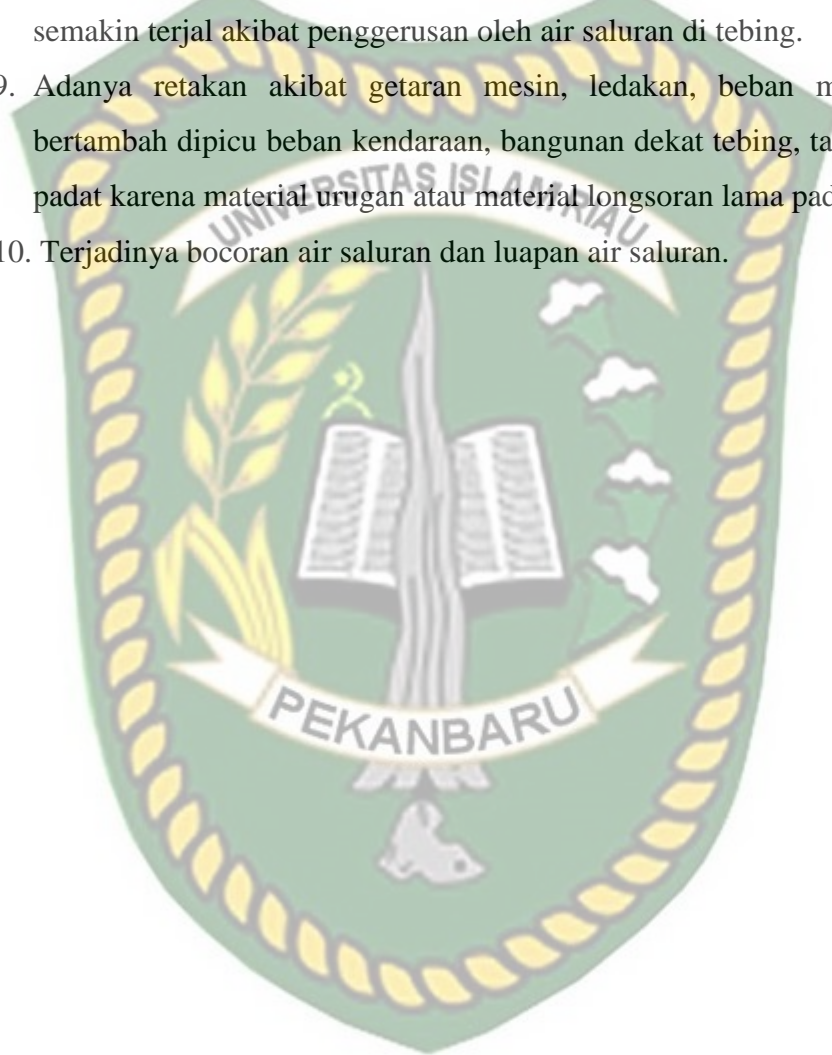 semakin terjal akibat penggerusan oleh air saluran di tebing.
9. Adanya retakan akibat getaran mesin, ledakan, beban
bertambah dipicu beban kendaraan, bangunan dekat tebing,
padat karena material urugan atau material longsoran lama
10. Terjadinya bocoran air saluran dan luapan air saluran.
UNIVERSITAS ISLAM RIAU
PEKANBARU